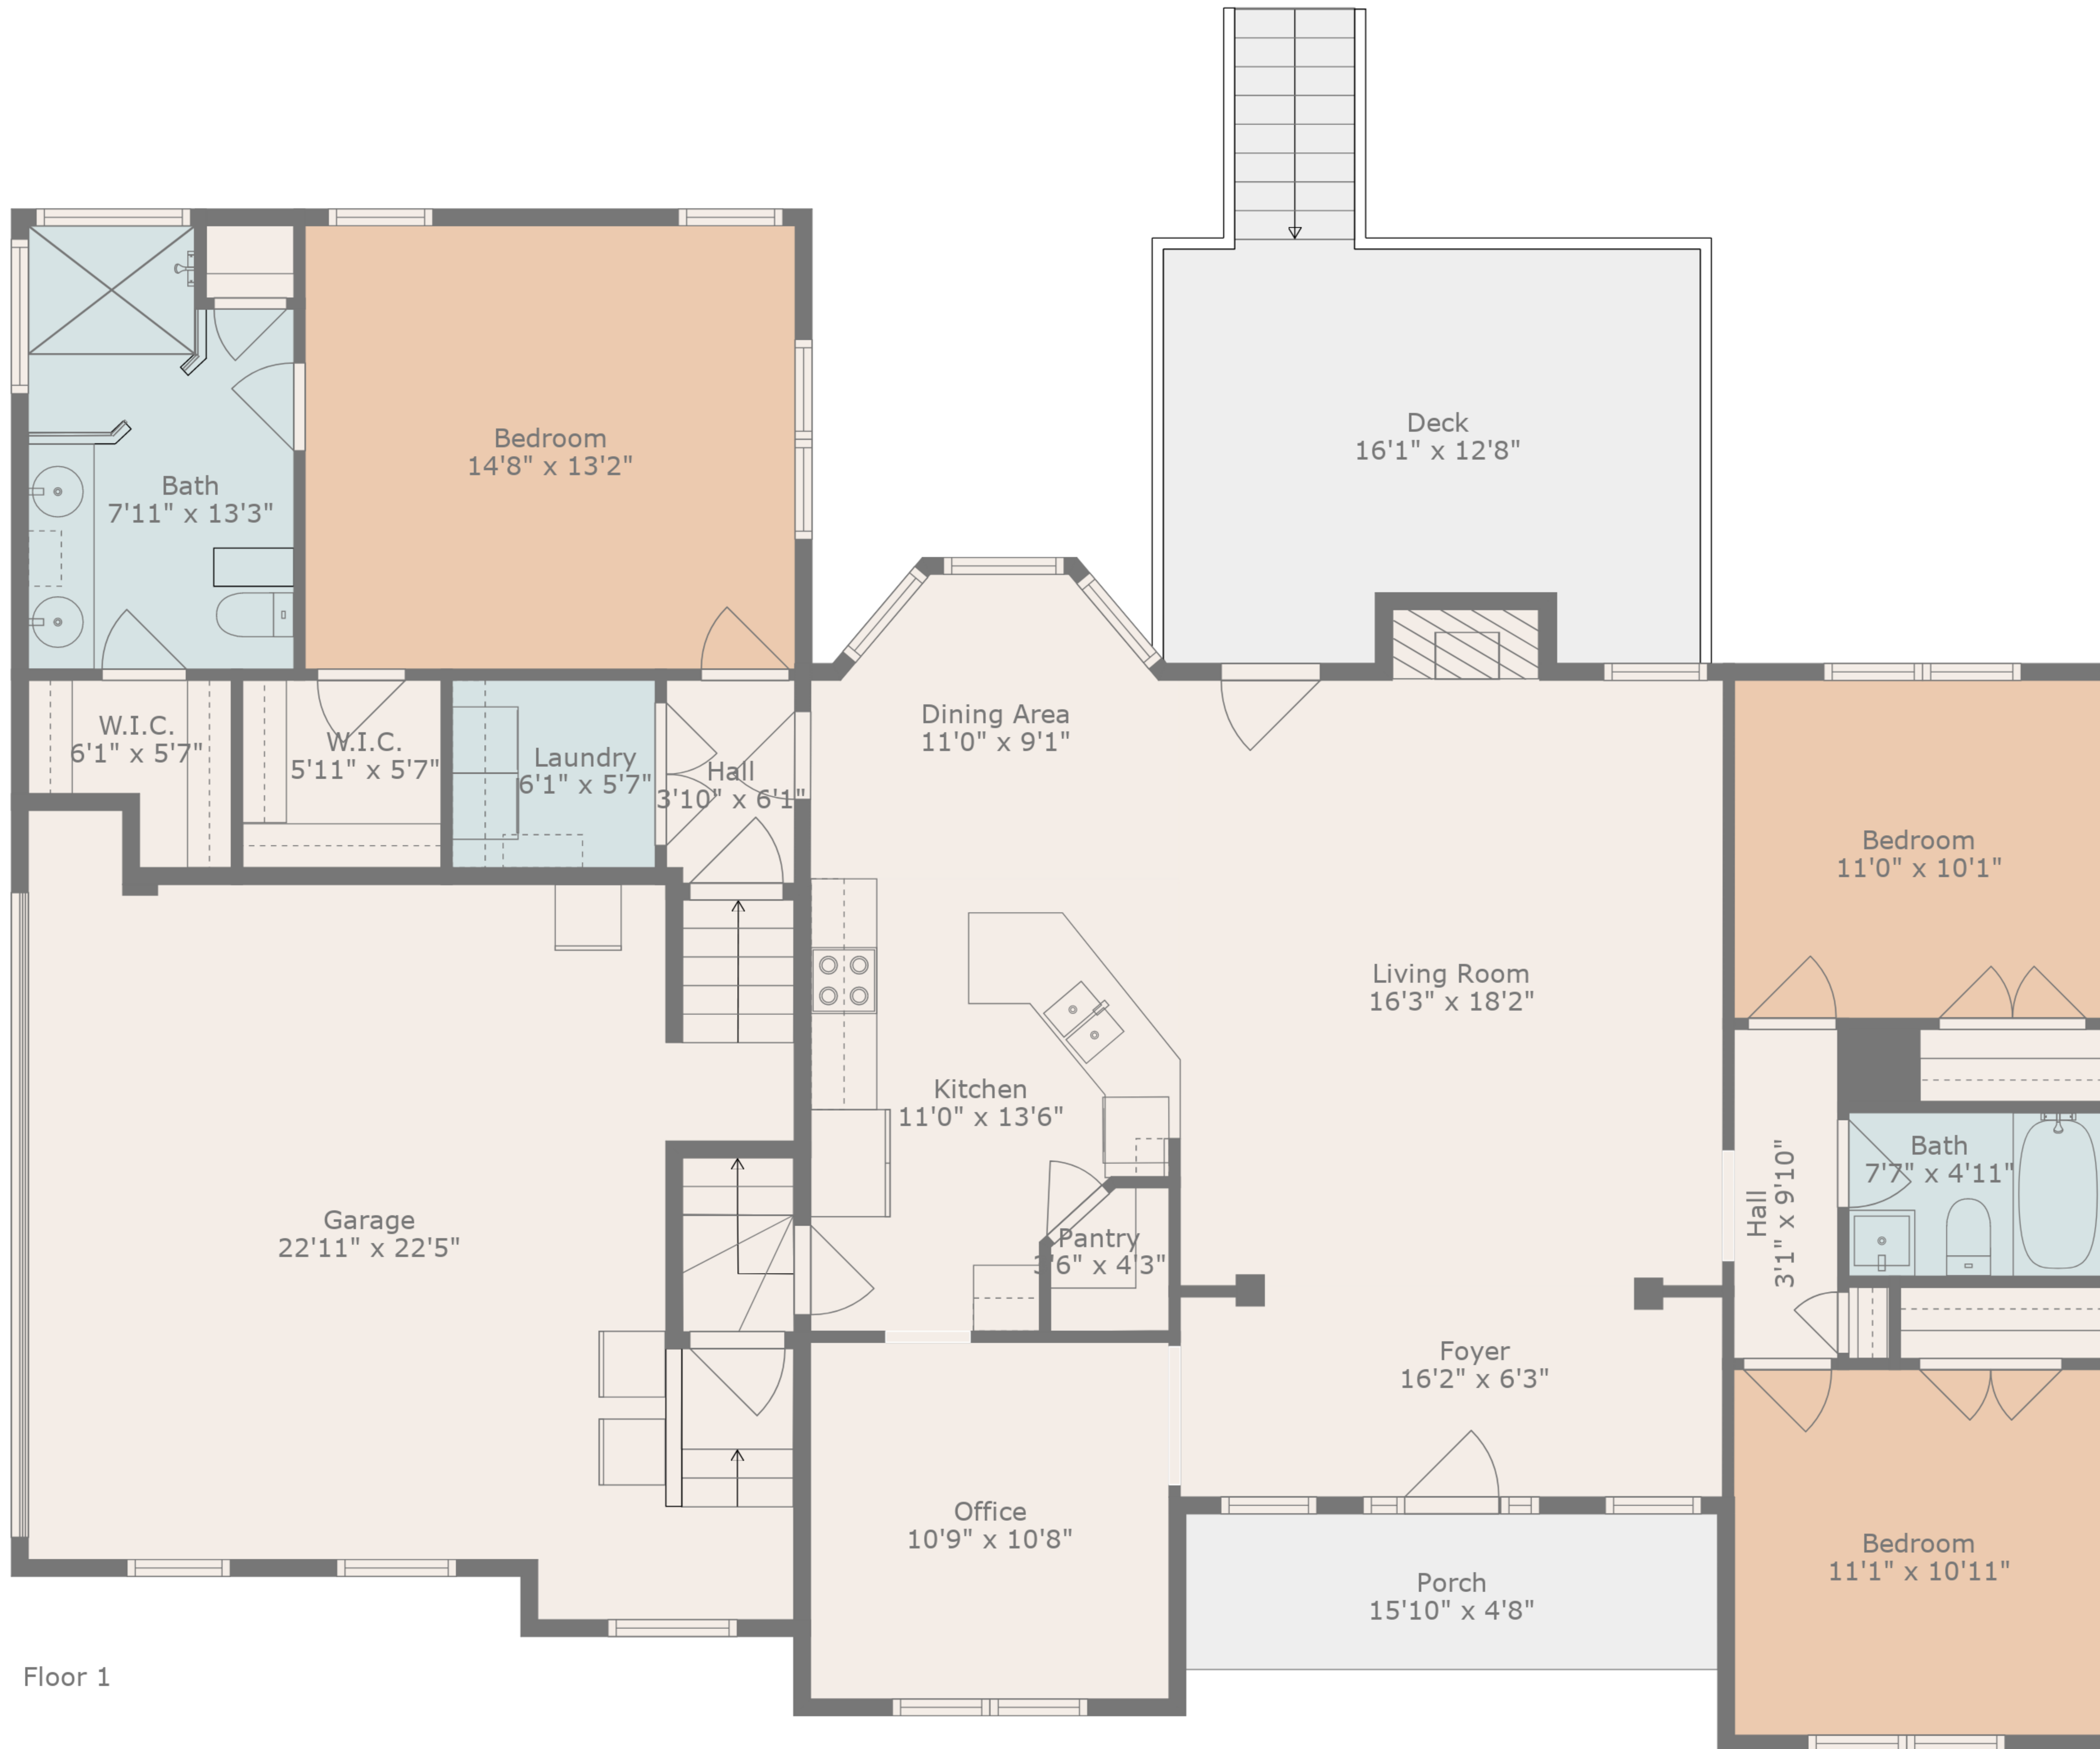 Deck
16'1" x 12'8"
Bedroom
14'8" x 13'2"
Bath
7'11" x 13'3"
W.I.C.
6'1" x 5'7"
W.I.C.
5'11" x 5'7"
Laundry
6'1" x 5'7"
Hall
3'10" x 6'1"
Dining Area
11'0" x 9'1"
Bedroom
11'0" x 10'1"
Living Room
16'3" x 18'2"
Kitchen
11'0" x 13'6"
Bath
7'7" x 4'11"
Hall
3'1" x 9'10"
Garage
22'11" x 22'5"
Pantry
3'6" x 4'3"
Foyer
16'2" x 6'3"
Office
10'9" x 10'8"
Bedroom
11'1" x 10'11"
Porch
15'10" x 4'8"
Floor 1